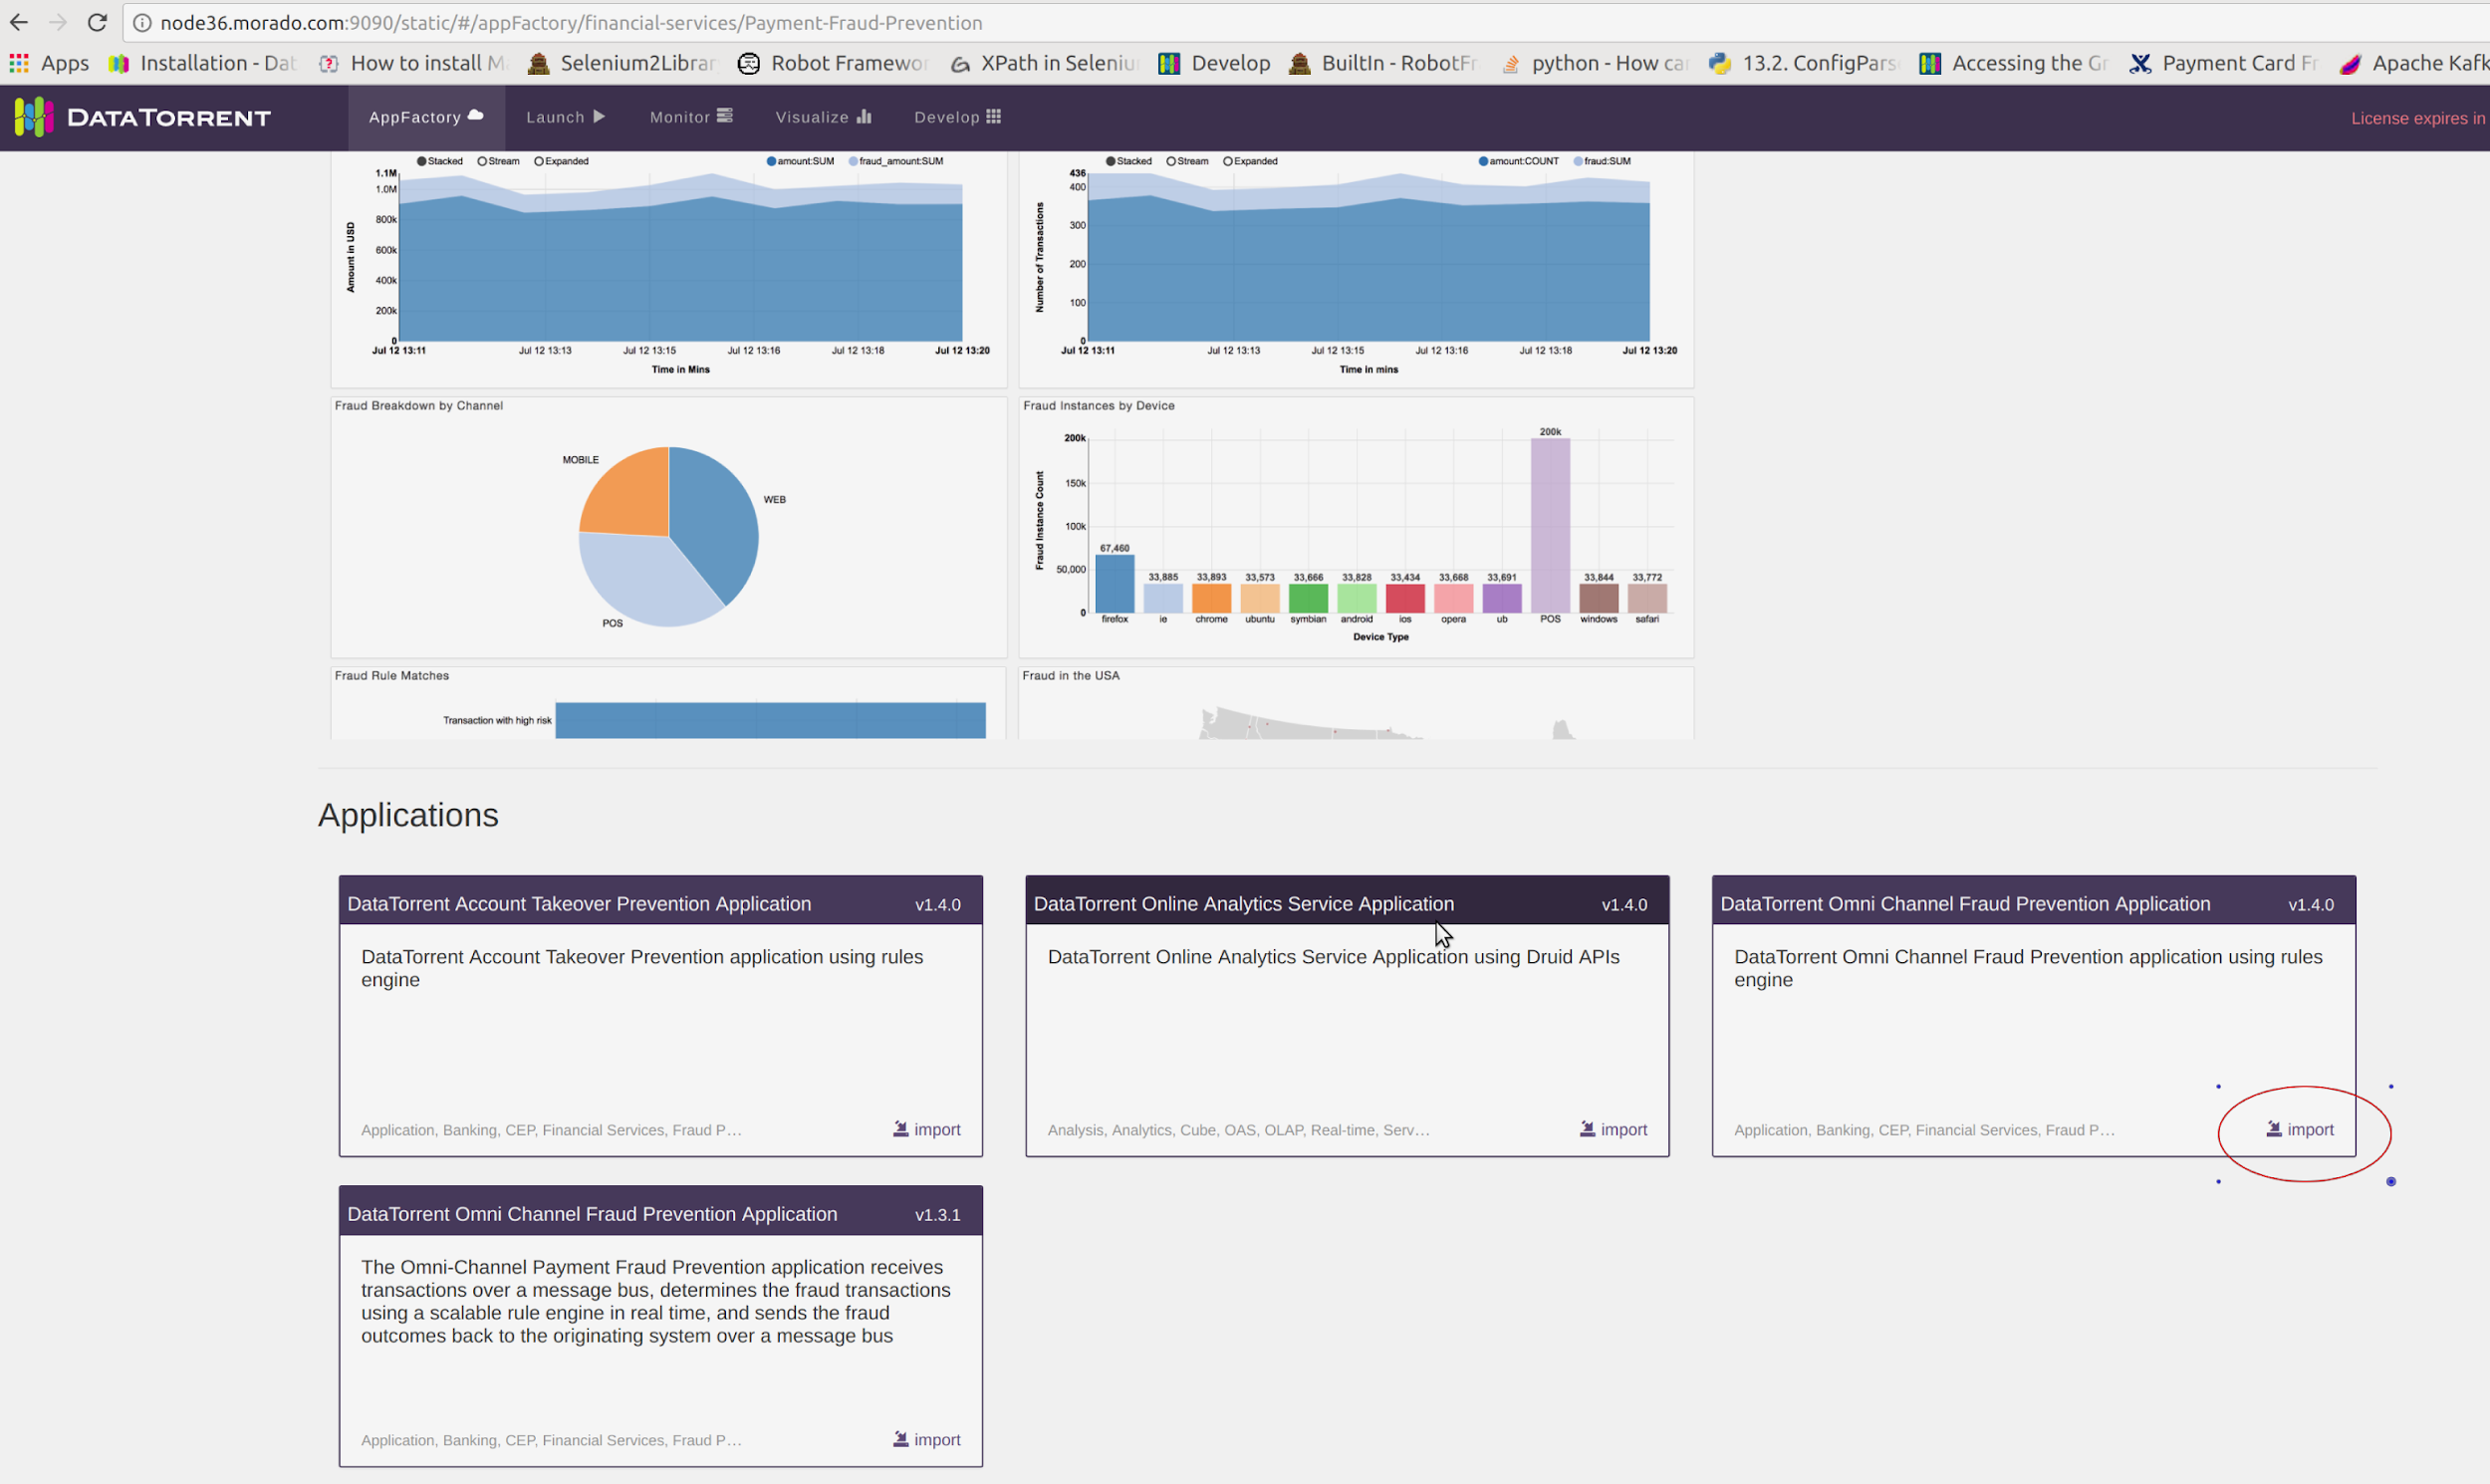 node36.morado.com:9090/static/#/appFactory/financial-services/Payment-Fraud-Prevention
Apps Installation - Dat How to install M Selenium2Librar Robot Framewor XPath in Seleniu Develop BuiltIn - RobotFr python - How car 13.2. ConfigPars Accessing the Gr Payment Card Fr Apache Kafk
DATATORRENT AppFactory Launch Monitor Visualize Develop License expires in
Stacked Stream Expanded amount:SUM fraud_amount:SUM
1.1M
1.0M
800k
600k
400k
200k
0
Amount in USD
Jul 12 13:11 Jul 12 13:13 Jul 12 13:15 Jul 12 13:16 Jul 12 13:18 Jul 12 13:20
Time in Mins
Stacked Stream Expanded amount:COUNT fraud:SUM
436
400
300
200
100
0
Number of Transactions
Jul 12 13:11 Jul 12 13:13 Jul 12 13:15 Jul 12 13:16 Jul 12 13:18 Jul 12 13:20
Time in mins
Fraud Breakdown by Channel
MOBILE
WEB
POS
Fraud Instances by Device
200k
150k
100k
50,000
0
Fraud Instance Count
67,460 33,885 33,893 33,573 33,666 33,828 33,434 33,668 33,691 200k 33,844 33,772
firefox ie chrome ubuntu symbian android ios opera ub POS windows safari
Device Type
Fraud Rule Matches
Transaction with high risk
Fraud in the USA
Applications
DataTorrent Account Takeover Prevention Application v1.4.0
DataTorrent Account Takeover Prevention application using rules
engine
Application, Banking, CEP, Financial Services, Fraud P… import
DataTorrent Online Analytics Service Application v1.4.0
DataTorrent Online Analytics Service Application using Druid APIs
Analysis, Analytics, Cube, OAS, OLAP, Real-time, Serv… import
DataTorrent Omni Channel Fraud Prevention Application v1.4.0
DataTorrent Omni Channel Fraud Prevention application using rules
engine
Application, Banking, CEP, Financial Services, Fraud P… import
DataTorrent Omni Channel Fraud Prevention Application v1.3.1
The Omni-Channel Payment Fraud Prevention application receives
transactions over a message bus, determines the fraud transactions
using a scalable rule engine in real time, and sends the fraud
outcomes back to the originating system over a message bus
Application, Banking, CEP, Financial Services, Fraud P… import